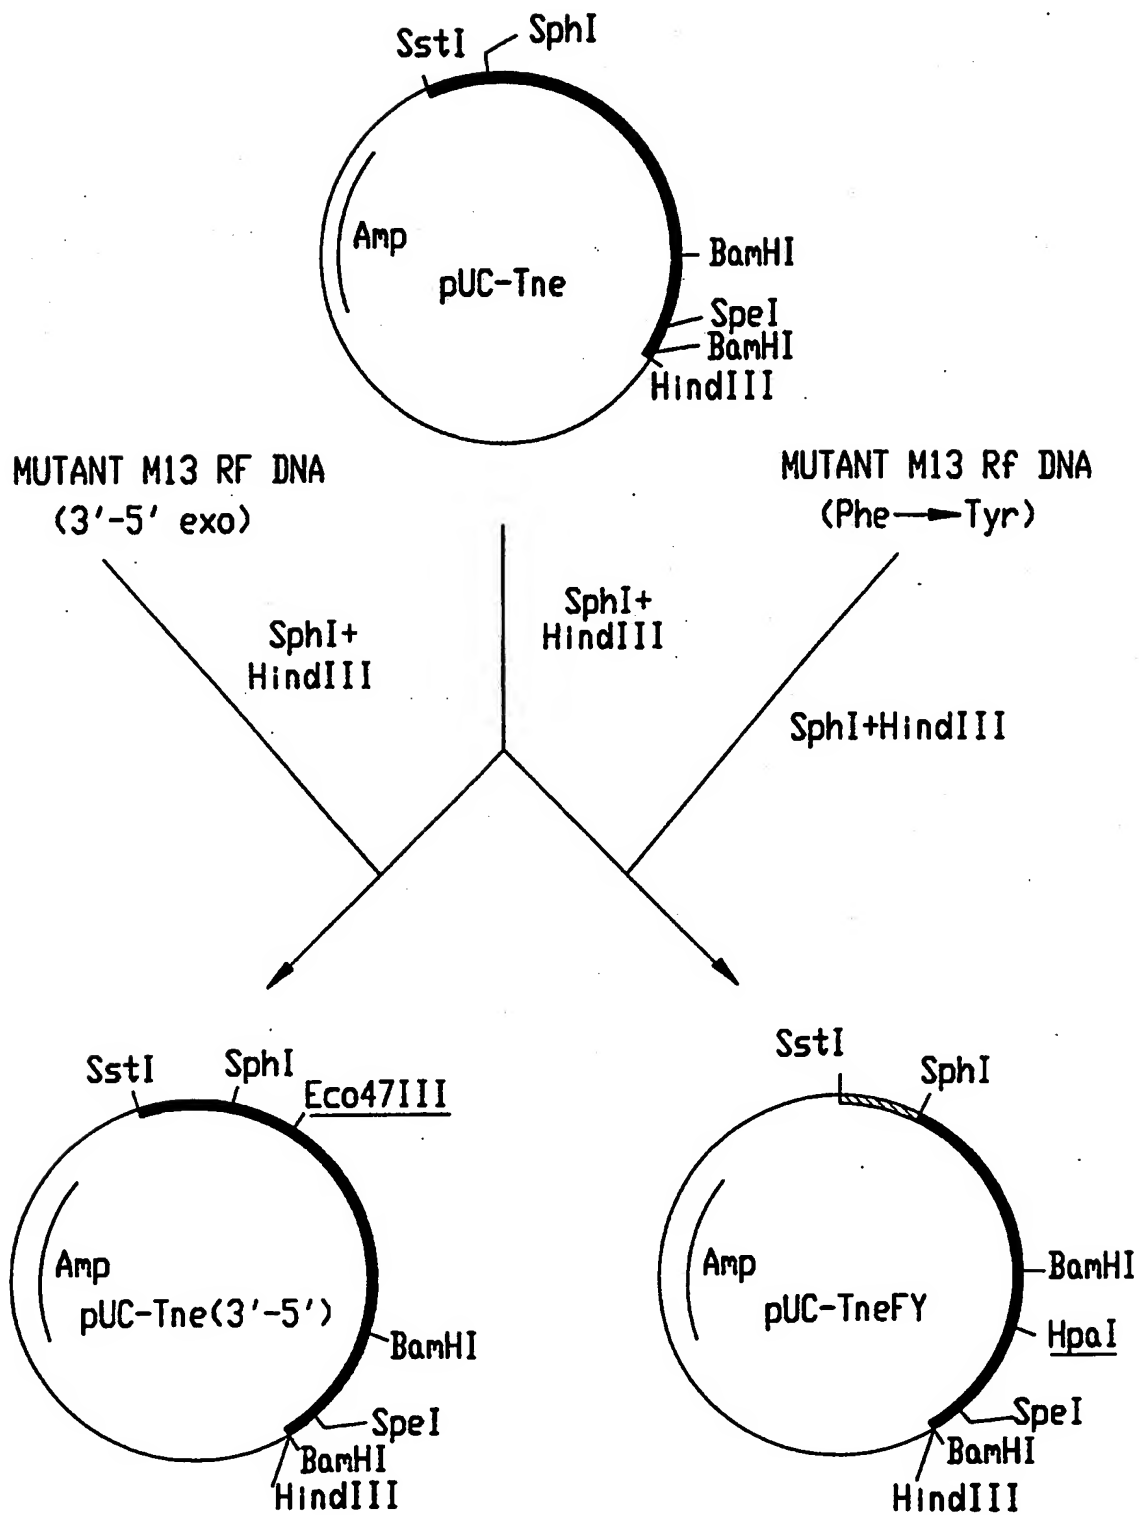 SstI
SphI
Amp
pUC-Tne
BamHI
SpeI
BamHI
HindIII
MUTANT M13 RF DNA
(3'-5' exo)
MUTANT M13 Rf DNA
(Phe→Tyr)
SphI+
HindIII
SphI+
HindIII
SphI+HindIII
SstI
SphI
Eco47III
Amp
pUC-Tne(3'-5')
BamHI
SpeI
BamHI
HindIII
SstI
SphI
Amp
pUC-TneFY
BamHI
HpaI
SpeI
BamHI
HindIII